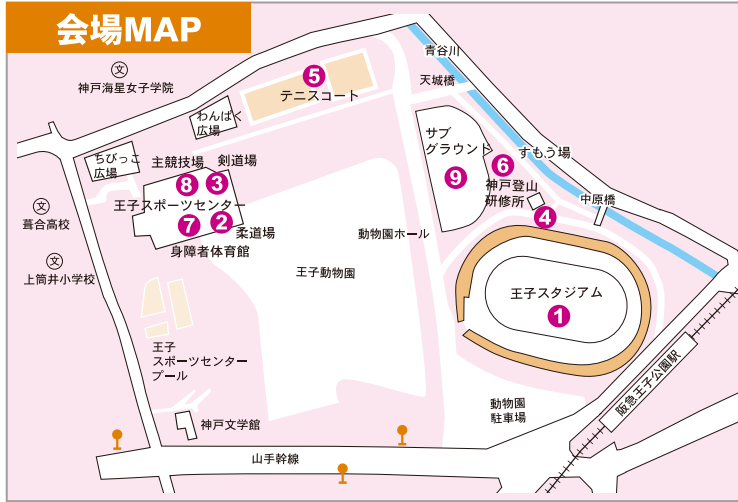 会場MAP
文
神戸海星女子学院
わんぱく
広場
ちびっこ
広場
5
テニスコート
青谷川
天城橋
サブ
グラウンド
9
すもう場
6
神戸登山
研修所
4
中原橋
主競技場
剣道場
8
3
王子スポーツセンター
7
2
柔道場
身障者体育館
文
葺合高校
文
上筒井小学校
動物園ホール
王子動物園
王子スタジアム
1
王子
スポーツセンター
プール
阪急王子公園駅
動物園
駐車場
神戸文学館
山手幹線